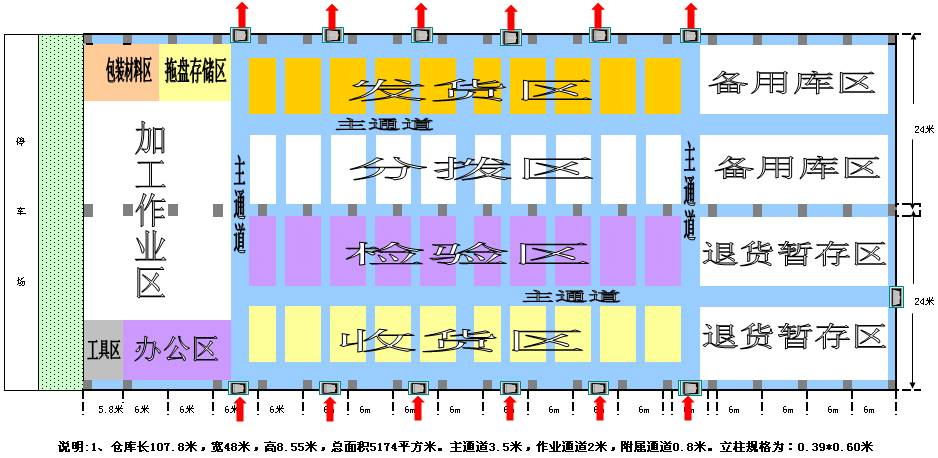 包装材料区
拖盘存储区
发货区
备用库区
主通道
24米
停
车
场
加工作业区
主通道
分拨区
主通道
备用库区
检验区
退货暂存区
主通道
24米
收货区
退货暂存区
工具区
办公区
5.8米 6米 6米 6米 6米 6m 6m 6m 6m 6m 6m 6m 6m 6m 6m 6m 6m 6m
说明:1、仓库长107.8米，宽48米，高8.55米，总面积5174平方米。主通道3.5米，作业通道2米，附属通道0.8米。立柱规格为：0.39*0.60米